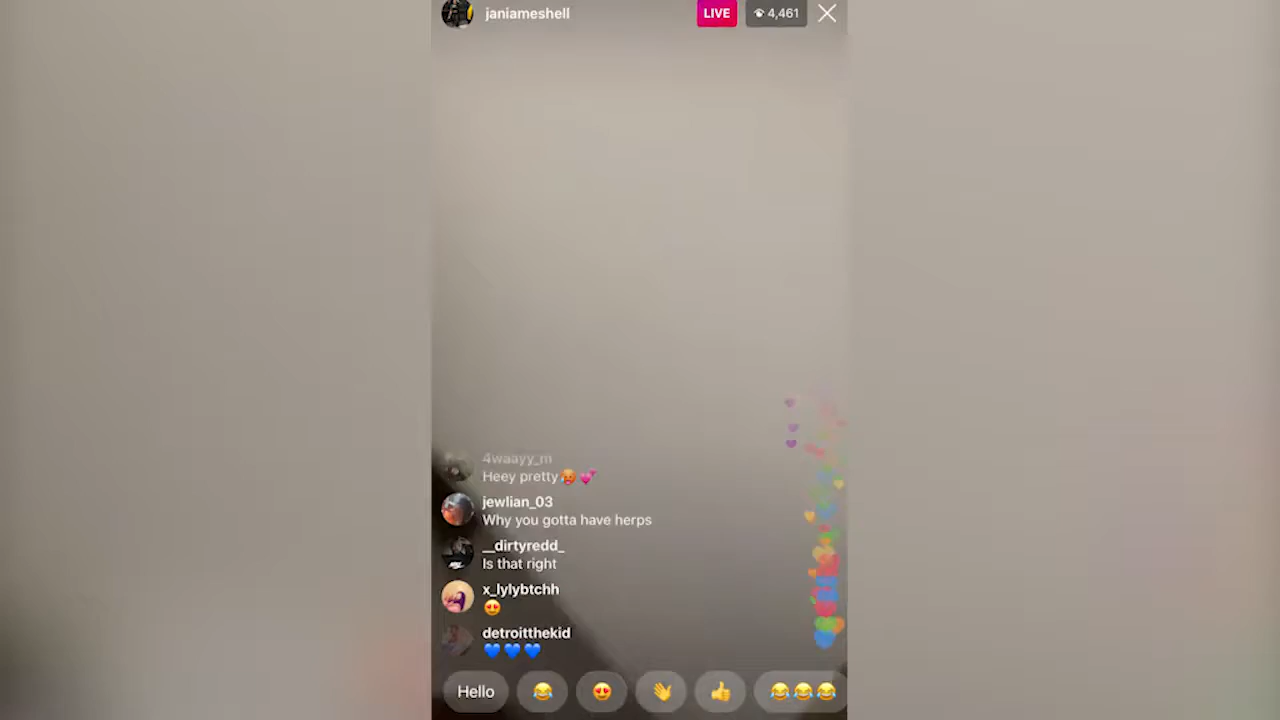 janiameshell
LIVE
4,461
4waayy_m
Heey pretty🥵💕
jewlian_03
Why you gotta have herps
__dirtyredd_
Is that right
x_lylybtchh
😍
detroitthekid
💙💙💙
Hello 😂 😍 👋 👍 😂😂😂